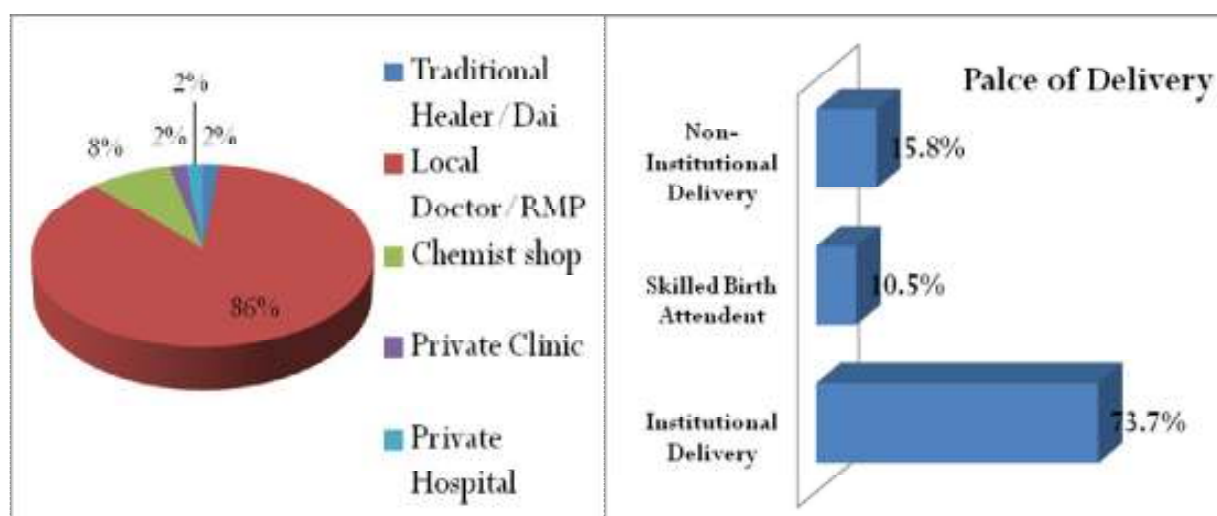 2%
8%
2%
2%
86%
Traditional
Healer/Dai
Local
Doctor/RMP
Chemist shop
Private Clinic
Private
Hospital
Palce of Delivery
Non-
Institutional
Delivery
15.8%
Skilled Birth
Attendent
10.5%
Institutional
Delivery
73.7%